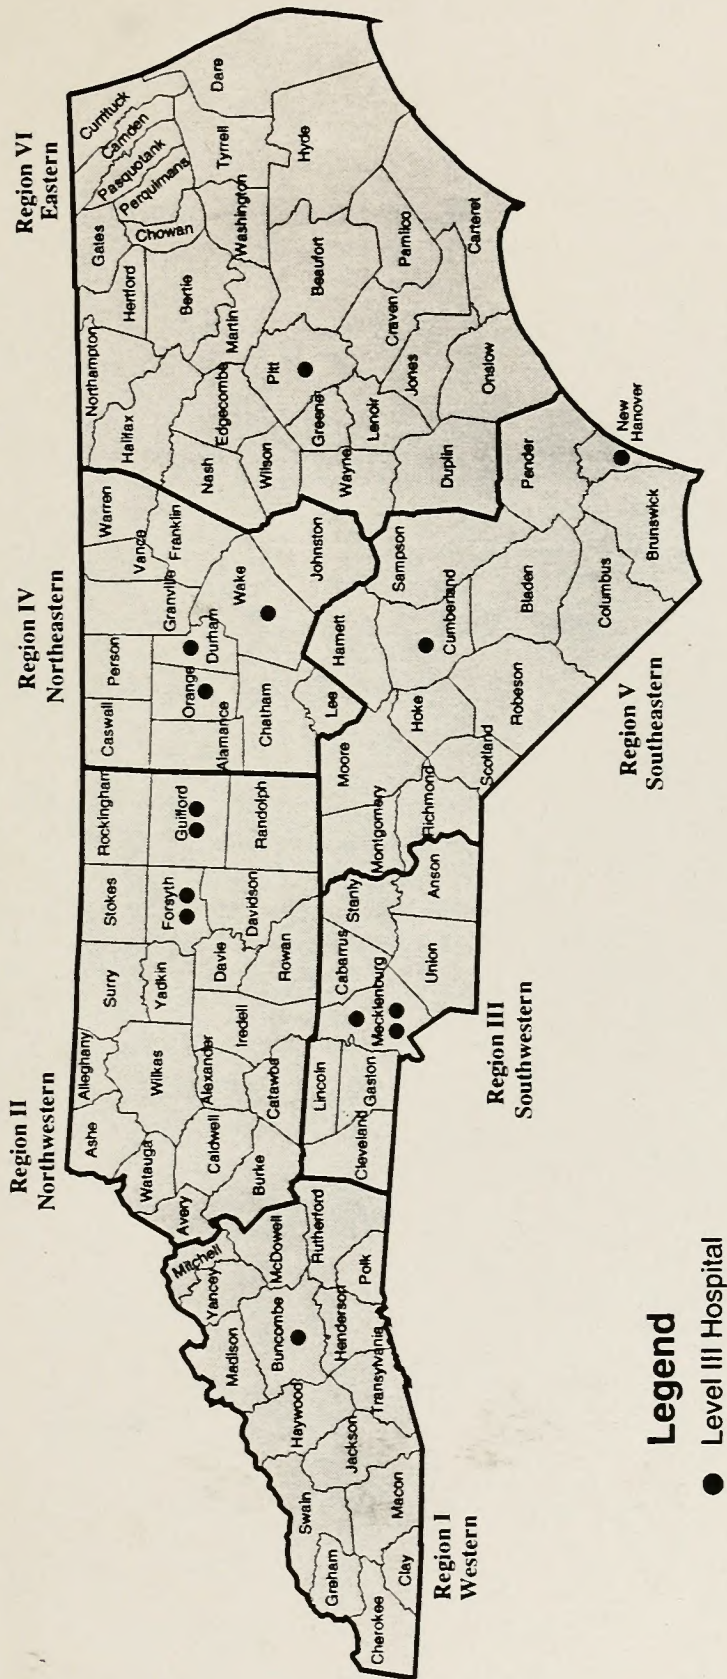 Region I
Western
Region II
Northwestern
Region III
Southwestern
Region IV
Northeastern
Region V
Southeastern
Region VI
Eastern
Cherokee
Greham
Clay
Swain
Macon
Jackson
Haywood
Transylvania
Madison
Buncombe
Henderson
Yancey
Mitchell
McDowell
Polk
Rutherford
Avery
Watauga
Ashe
Burke
Caldwell
Alleghany
Wilkas
Alexander
Catawba
Surry
Yadkin
Iredell
Davie
Rowan
Stokes
Forsyth
Davidson
Rockingham
Guilford
Randolph
Cleveland
Lincoln
Gaston
Mecklenburg
Cabarrus
Union
Stanly
Anson
Caswall
Alamance
Orange
Person
Durham
Chatham
Lee
Granville
Vance
Warren
Franklin
Wake
Johnston
Montgomery
Moore
Richmond
Scotland
Hoke
Harnett
Cumberland
Robeson
Sampson
Bladen
Columbus
Brunswick
Pender
New
Hanover
Northampton
Halifax
Nash
Edgecombe
Wilson
Wayne
Greene
Lenoir
Duplin
Pitt
Martin
Hertford
Gates
Bertie
Chowan
Perquimans
Pasquotank
Camden
Currituck
Washington
Tyrrell
Dare
Hyde
Beaufort
Craven
Pamlico
Jones
Onslow
Carteret
Legend
● Level III Hospital